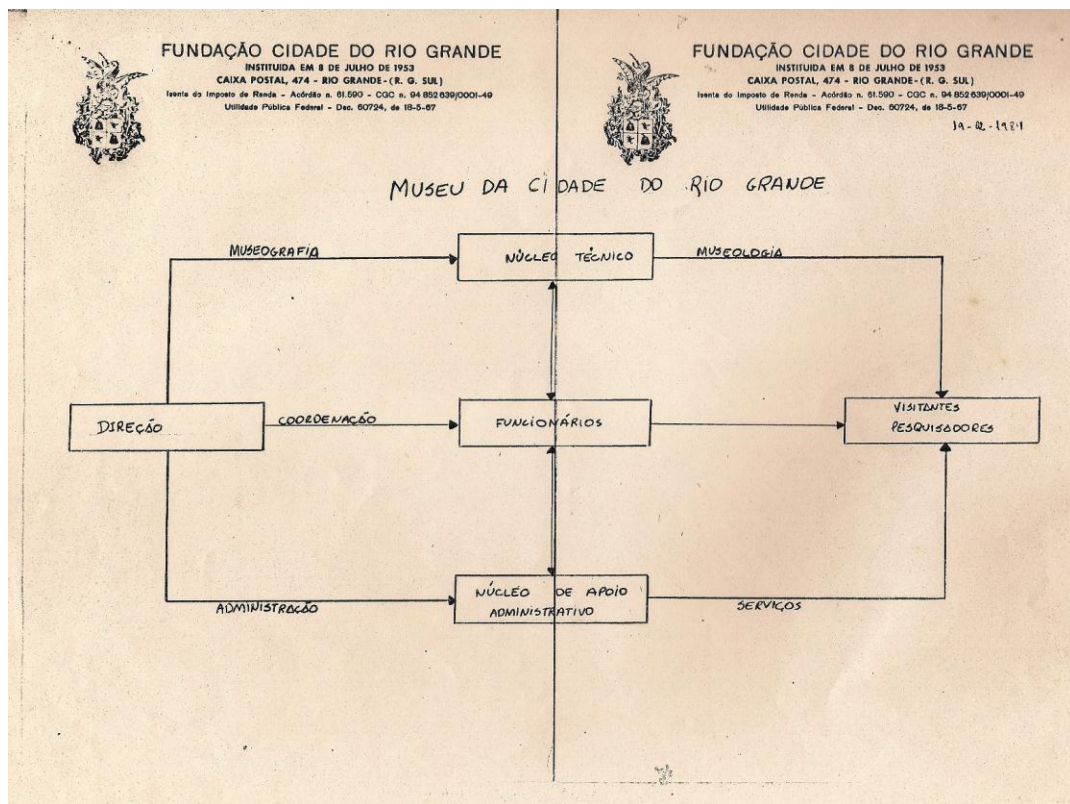 FUNDAÇÃO CIDADE DO RIO GRANDE
INSTITUIDA EM 8 DE JULHO DE 1953
CAIXA POSTAL, 474 - RIO GRANDE-(R. G. SUL)
Isenta do Imposto de Renda - Acórdão n. 61.590 - CGC n. 94 852 639/0001-49
Utilidade Pública Federal - Dec. 60724, de 18-5-67
FUNDAÇÃO CIDADE DO RIO GRANDE
INSTITUIDA EM 8 DE JULHO DE 1953
CAIXA POSTAL, 474 - RIO GRANDE-(R. G. SUL)
Isenta do Imposto de Renda - Acórdão n. 61.590 - CGC n. 94 852 639/0001-49
Utilidade Pública Federal - Dec. 60724, de 18-5-67
MUSEU DA CIDADE DO RIO GRANDE
MUSEOGRAFIA
NÚCLEO TÉCNICO
MUSEOLOGIA
DIREÇÃO
COORDENAÇÃO
FUNCIONÁRIOS
VISITANTES
PESQUISADORES
ADMINISTRAÇÃO
NÚCLEO DE APOIO
ADMINISTRATIVO
SERVIÇOS